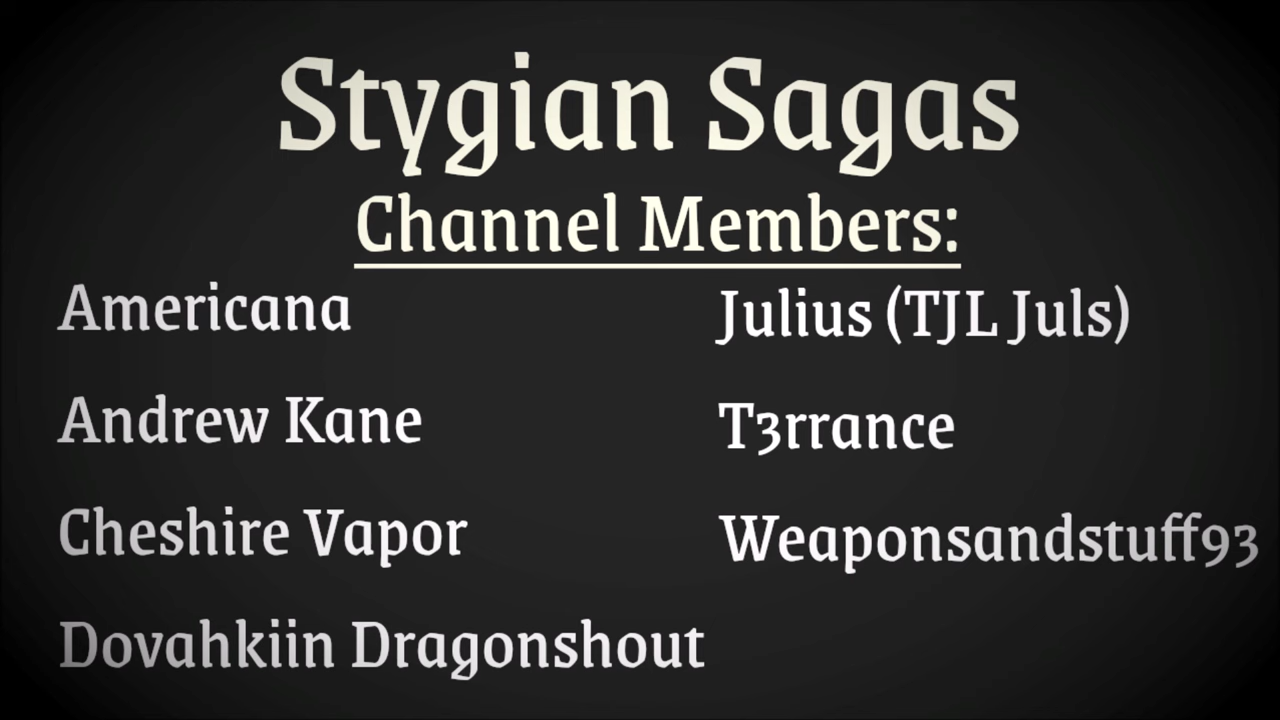 Stygian Sagas
Channel Members:
Americana
Andrew Kane
Cheshire Vapor
Dovahkiin Dragonshout
Julius (TJL Juls)
T3rrance
Weaponsandstuff93